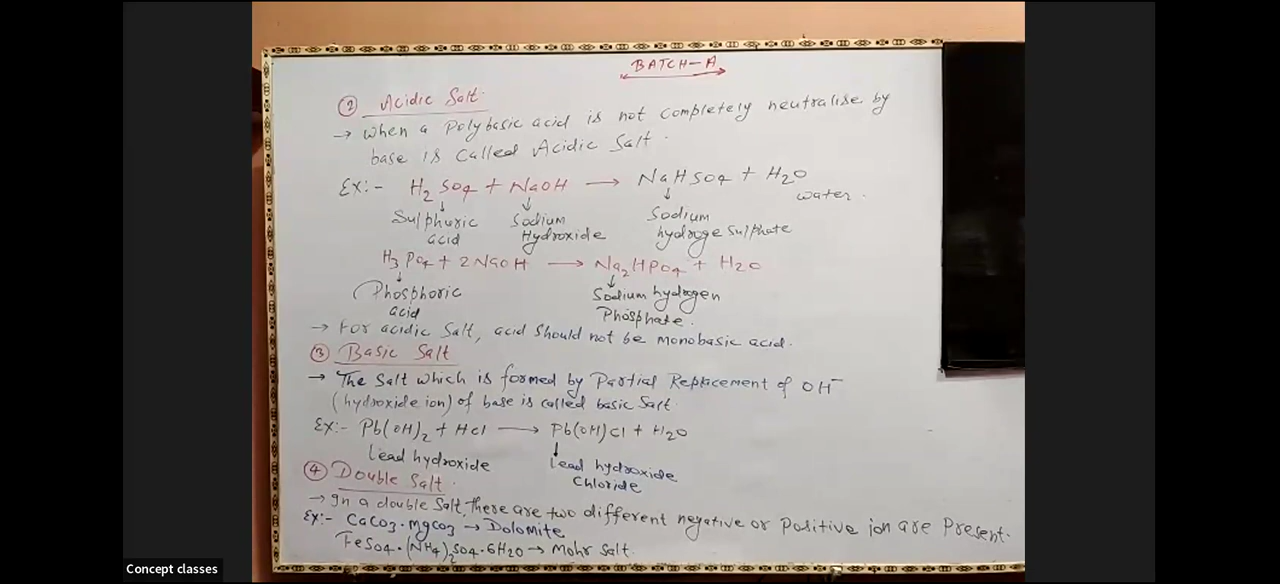 BATCH-A
② Acidic Salt
→ When a Polybasic acid is not completely neutralise by
base is called Acidic Salt.
Ex:- H₂SO₄ + NaOH → NaHSO₄ + H₂O
Sulphuric acid Sodium Hydroxide Sodium hydroge Sulphate water
H₃PO₄ + 2NaOH → Na₂HPO₄ + H₂O
Phosphoric acid Sodium hydrogen Phosphate.
→ For acidic Salt, acid Should not be monobasic acid.
③ Basic Salt
→ The Salt which is formed by Partial Replacement of OH⁻
(hydroxide ion) of base is called basic Salt.
Ex:- Pb(OH)₂ + HCl → Pb(OH)Cl + H₂O
Lead hydroxide Lead hydroxide Chloride
④ Double Salt.
→ In a double Salt, There are two different negative or Positive ion are Present.
Ex:- CaCO₃·MgCO₃ → Dolomite
FeSO₄·(NH₄)₂SO₄·6H₂O → Mohr Salt.
Concept classes